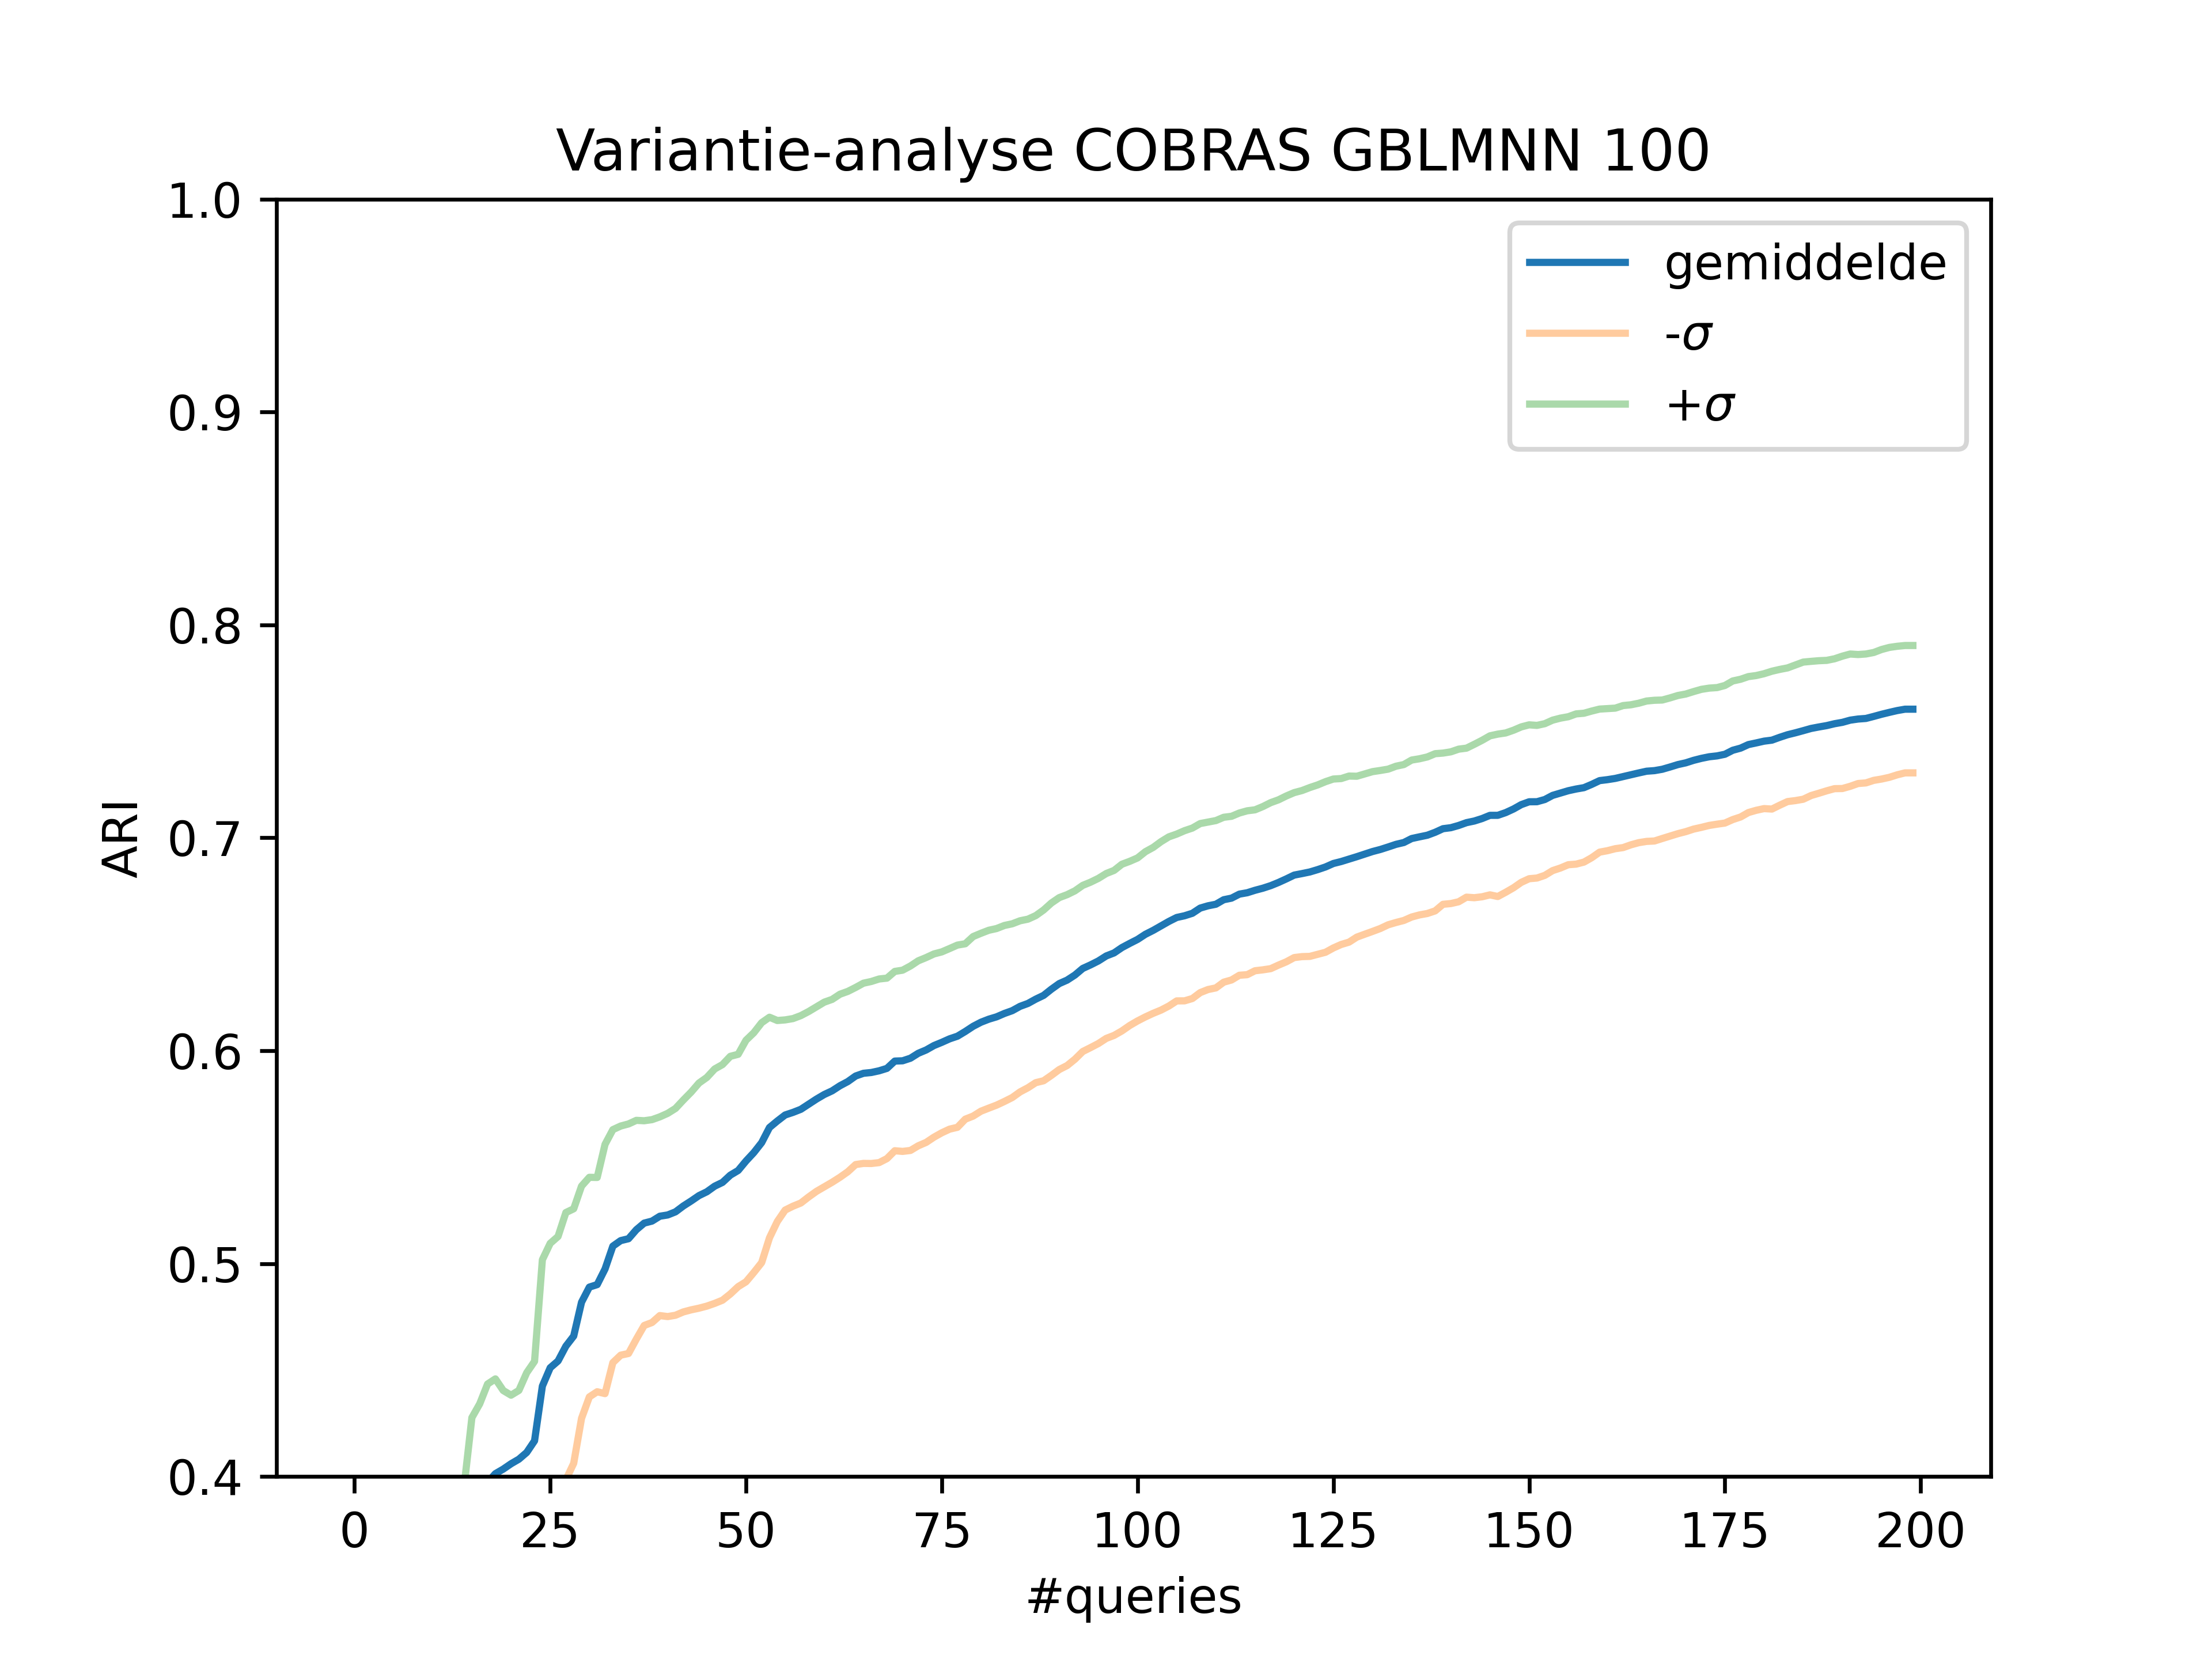 Variantie-analyse COBRAS GBLMNN 100
1.0
0.9
0.8
0.7
0.6
0.5
0.4
ARI
gemiddelde
-σ
+σ
0 25 50 75 100 125 150 175 200
#queries